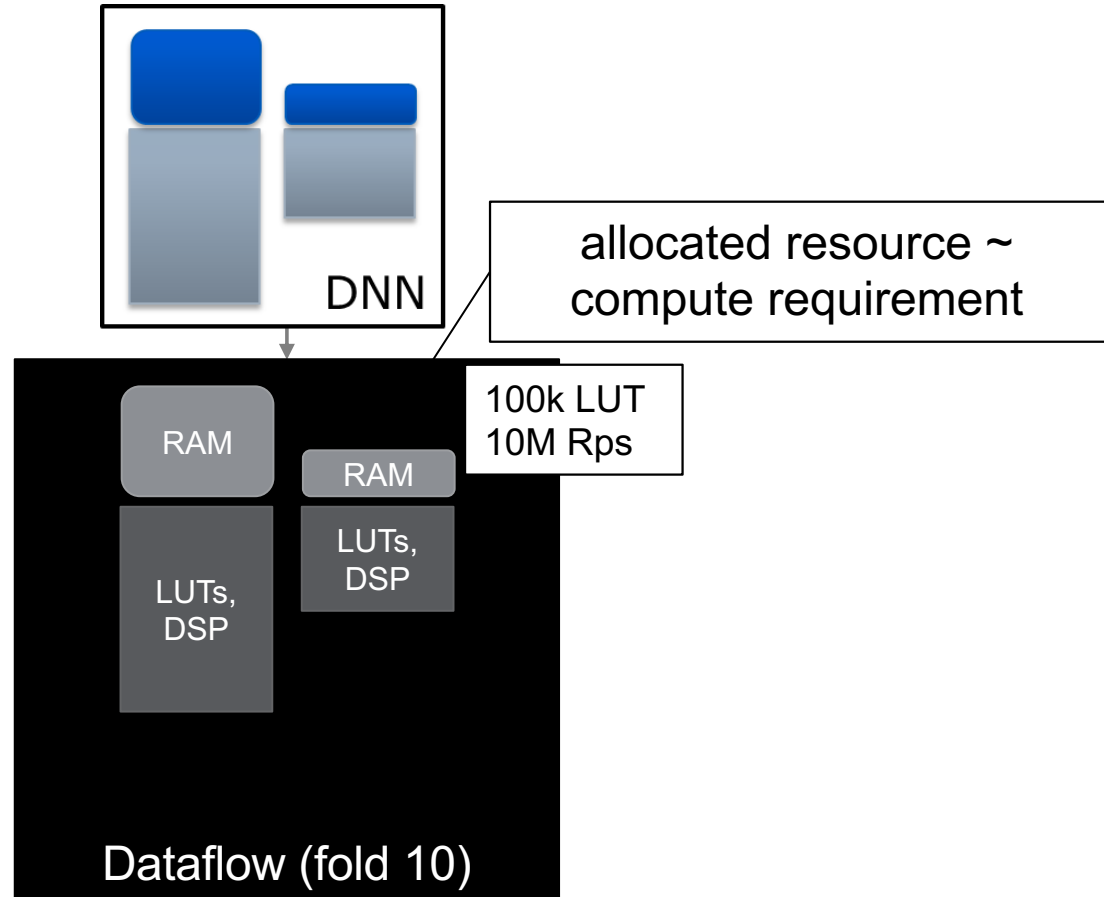 DNN
allocated resource ~
compute requirement
100k LUT
10M Rps
RAM
RAM
LUTs,
DSP
LUTs,
DSP
Dataflow (fold 10)